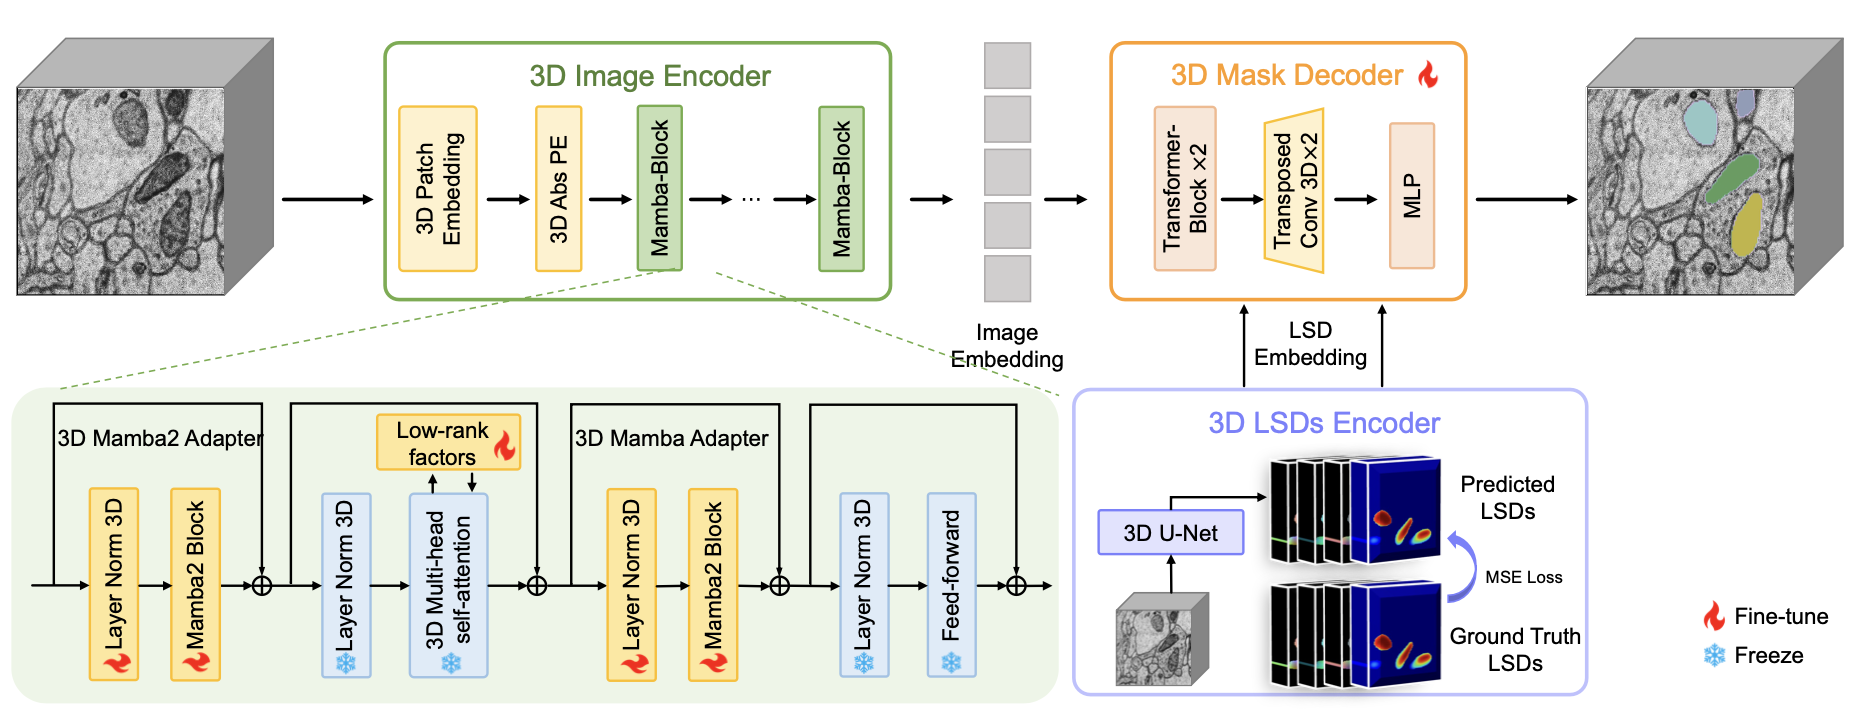 3D Image Encoder
3D Patch
Embedding
3D Abs PE
Mamba-Block
...
Mamba-Block
Image
Embedding
3D Mask Decoder
Transformer-
Block ×2
Transposed
Conv 3D×2
MLP
LSD
Embedding
3D Mamba2 Adapter
Layer Norm 3D
Mamba2 Block
Low-rank
factors
Layer Norm 3D
3D Multi-head
self-attention
3D Mamba Adapter
Layer Norm 3D
Mamba2 Block
Layer Norm 3D
Feed-forward
3D LSDs Encoder
3D U-Net
Predicted
LSDs
MSE Loss
Ground Truth
LSDs
Fine-tune
Freeze